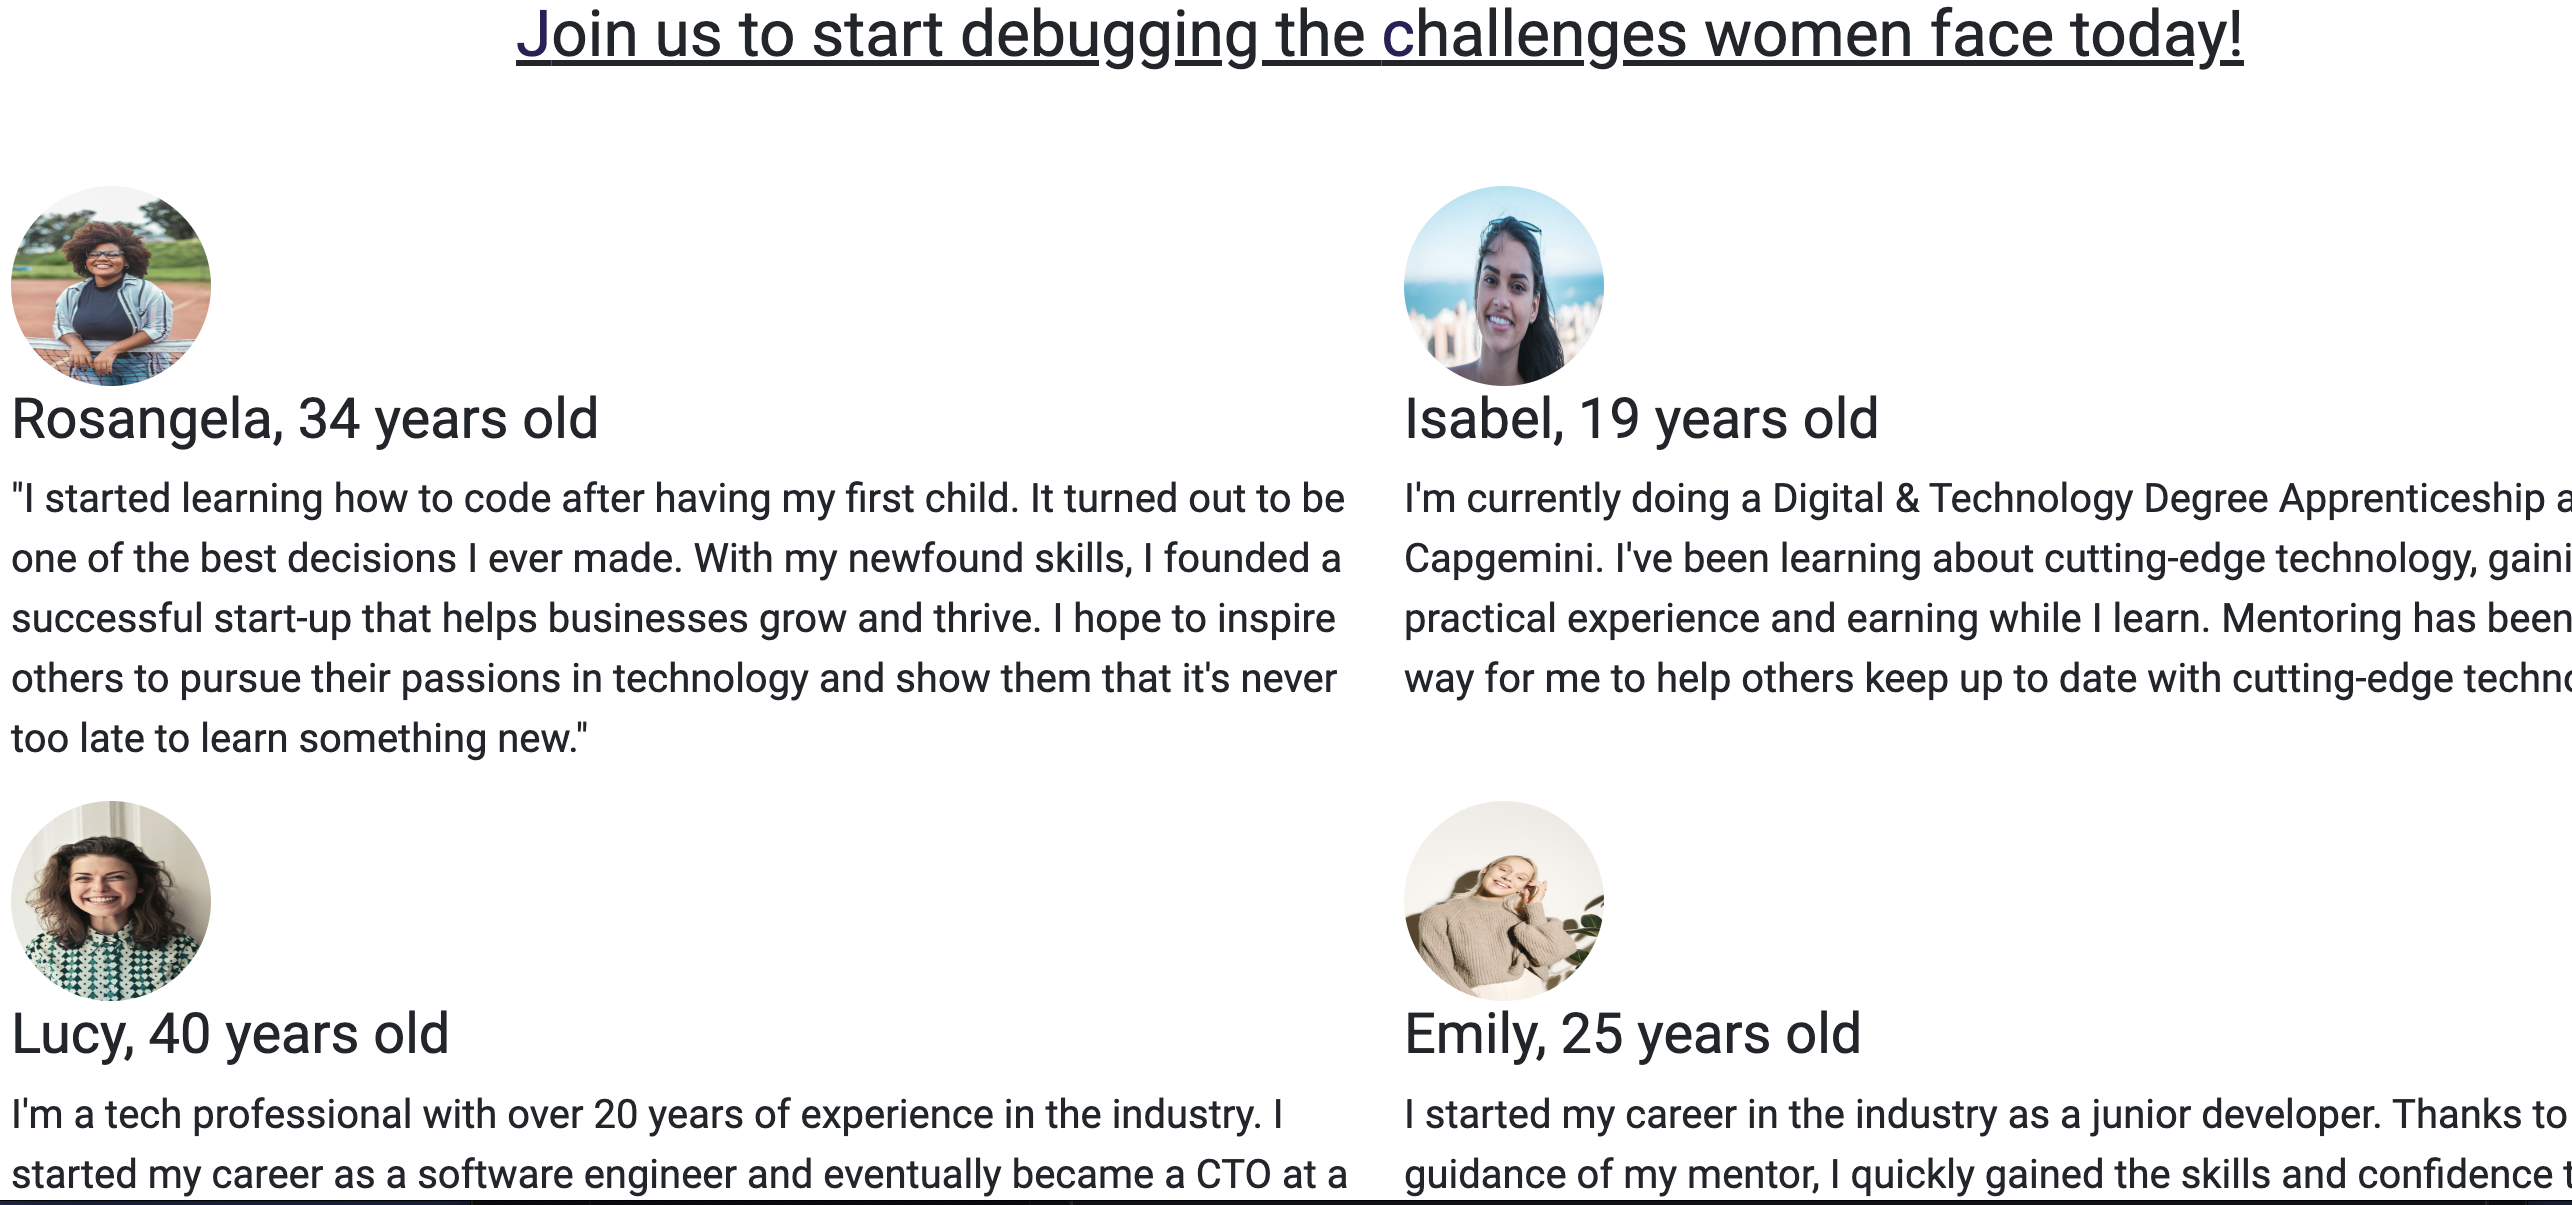 Join us to start debugging the challenges women face today!
Rosangela, 34 years old
"I started learning how to code after having my first child. It turned out to be
one of the best decisions I ever made. With my newfound skills, I founded a
successful start-up that helps businesses grow and thrive. I hope to inspire
others to pursue their passions in technology and show them that it's never
too late to learn something new."
Isabel, 19 years old
I'm currently doing a Digital & Technology Degree Apprenticeship
Capgemini. I've been learning about cutting-edge technology,
practical experience and earning while I learn. Mentoring has been
way for me to help others keep up to date with cutting-edge
Lucy, 40 years old
I'm a tech professional with over 20 years of experience in the industry. I
started my career as a software engineer and eventually became a CTO at a
Emily, 25 years old
I started my career in the industry as a junior developer. Thanks to
guidance of my mentor, I quickly gained the skills and confidence